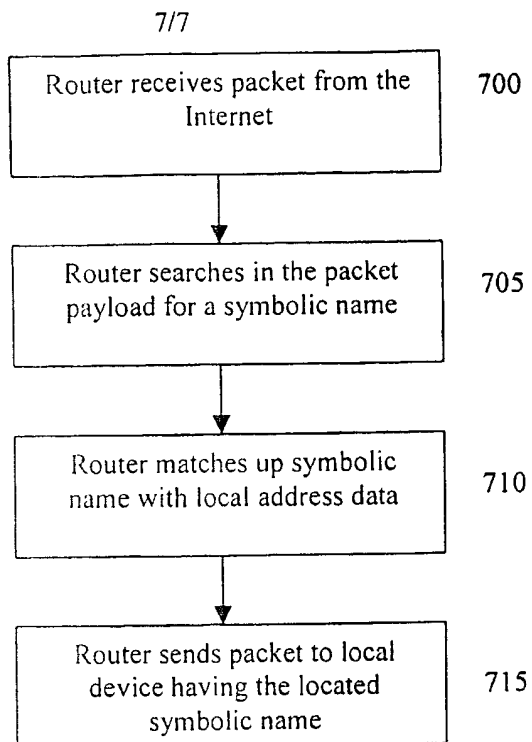 7/7
Router receives packet from the
Internet
700
Router searches in the packet
payload for a symbolic name
705
Router matches up symbolic
name with local address data
710
Router sends packet to local
device having the located
symbolic name
715